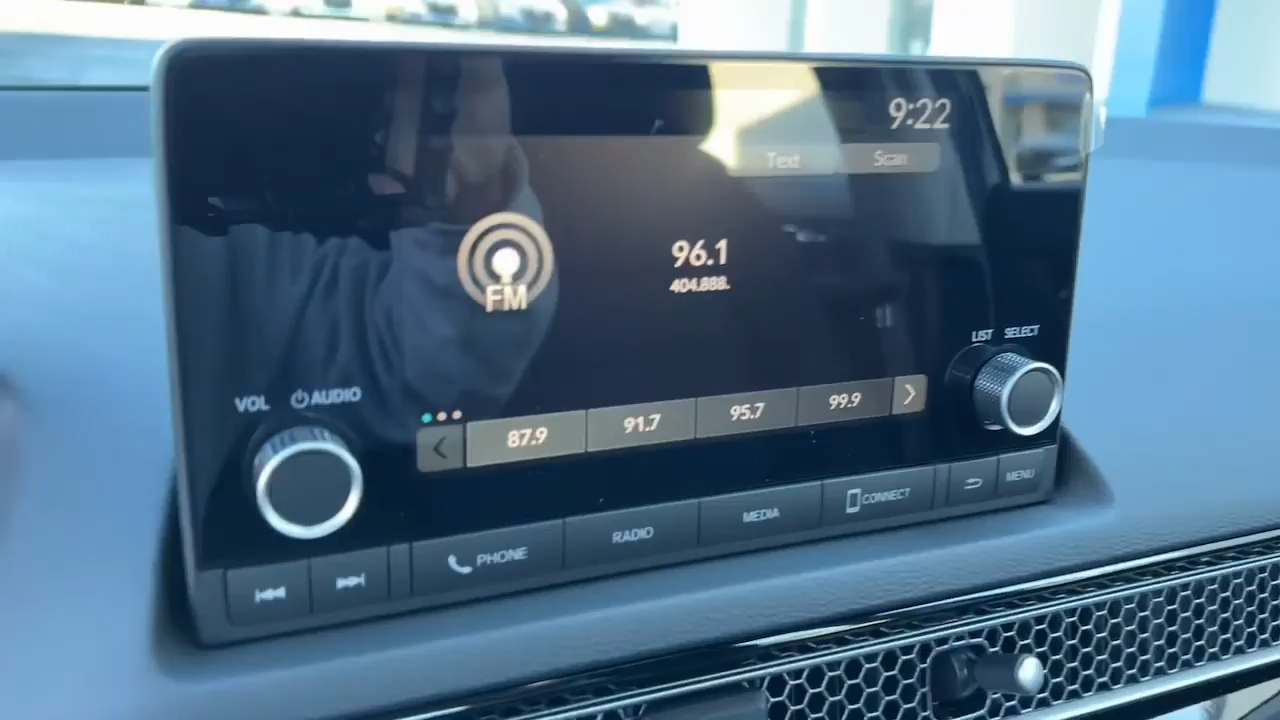 9:22
Text Scan
96.1
404.888.
FM
LIST SELECT
VOL AUDIO
87.9 91.7 95.7 99.9
PHONE RADIO MEDIA CONNECT MENU